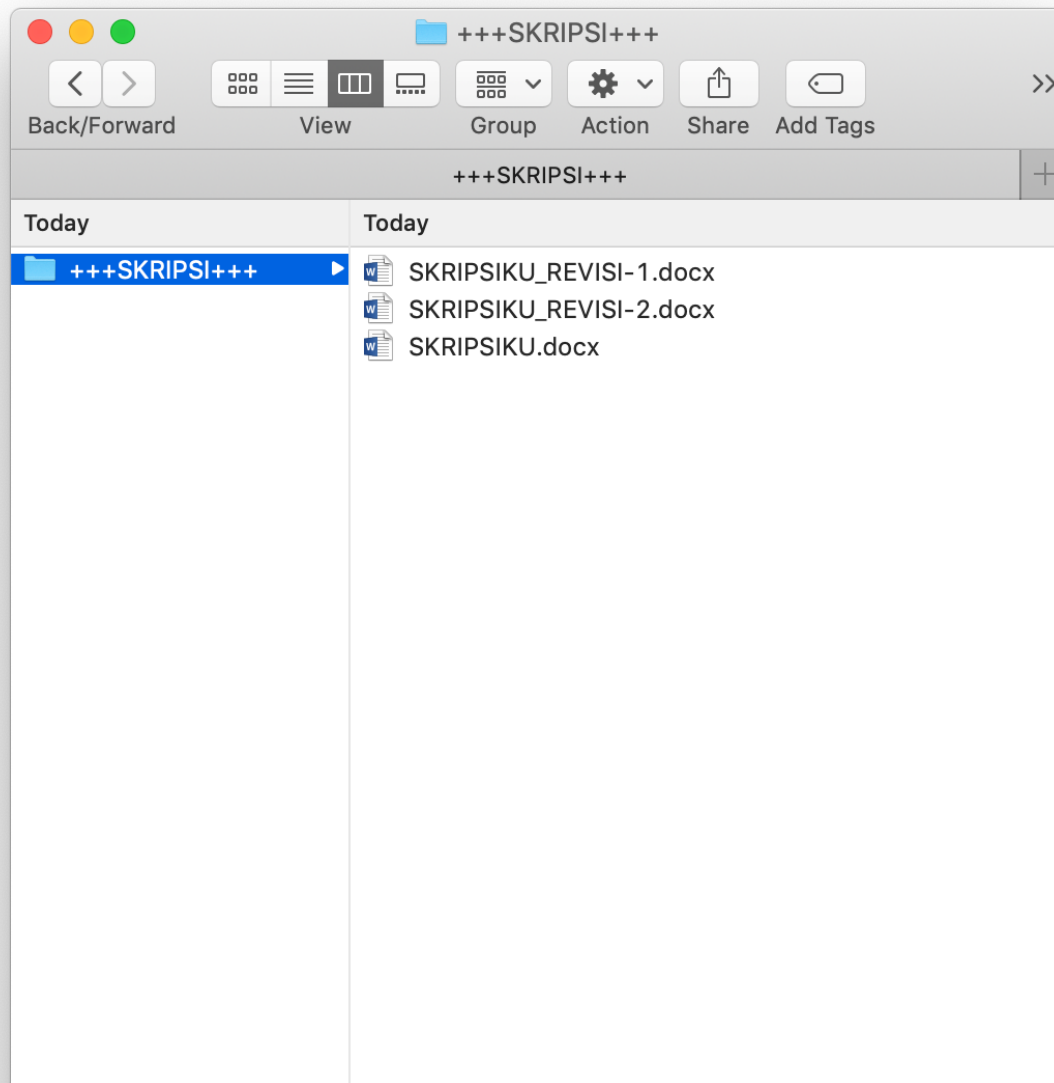 +++SKRIPSI+++
Back/Forward View Group Action Share Add Tags
+++SKRIPSI+++
Today
+++SKRIPSI+++
Today
SKRIPSIKU_REVISI-1.docx
SKRIPSIKU_REVISI-2.docx
SKRIPSIKU.docx